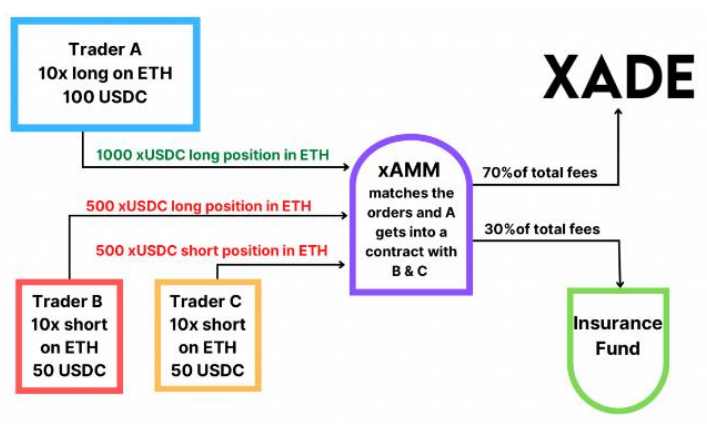 Trader A
10x long on ETH
100 USDC
XADE
1000 xUSDC long position in ETH
xAMM
matches the
orders and A
gets into a
contract with
B & C
70%of total fees
500 xUSDC long position in ETH
30%of total fees
500 xUSDC short position in ETH
Trader B
10x short
on ETH
50 USDC
Trader C
10x short
on ETH
50 USDC
Insurance
Fund